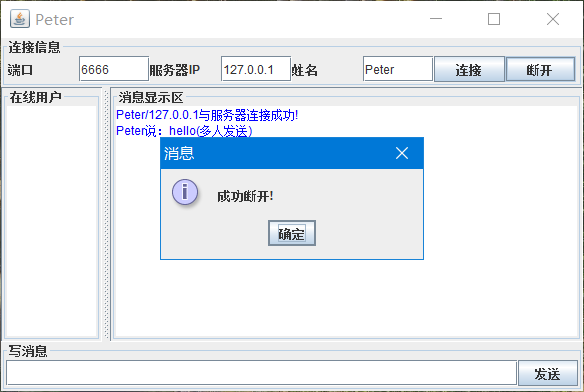 Peter
连接信息
端口 6666 服务器IP 127.0.0.1 姓名 Peter 连接 断开
在线用户 消息显示区
Peter/127.0.0.1与服务器连接成功!
Peter说：hello(多人发送)
消息
成功断开!
确定
写消息
发送